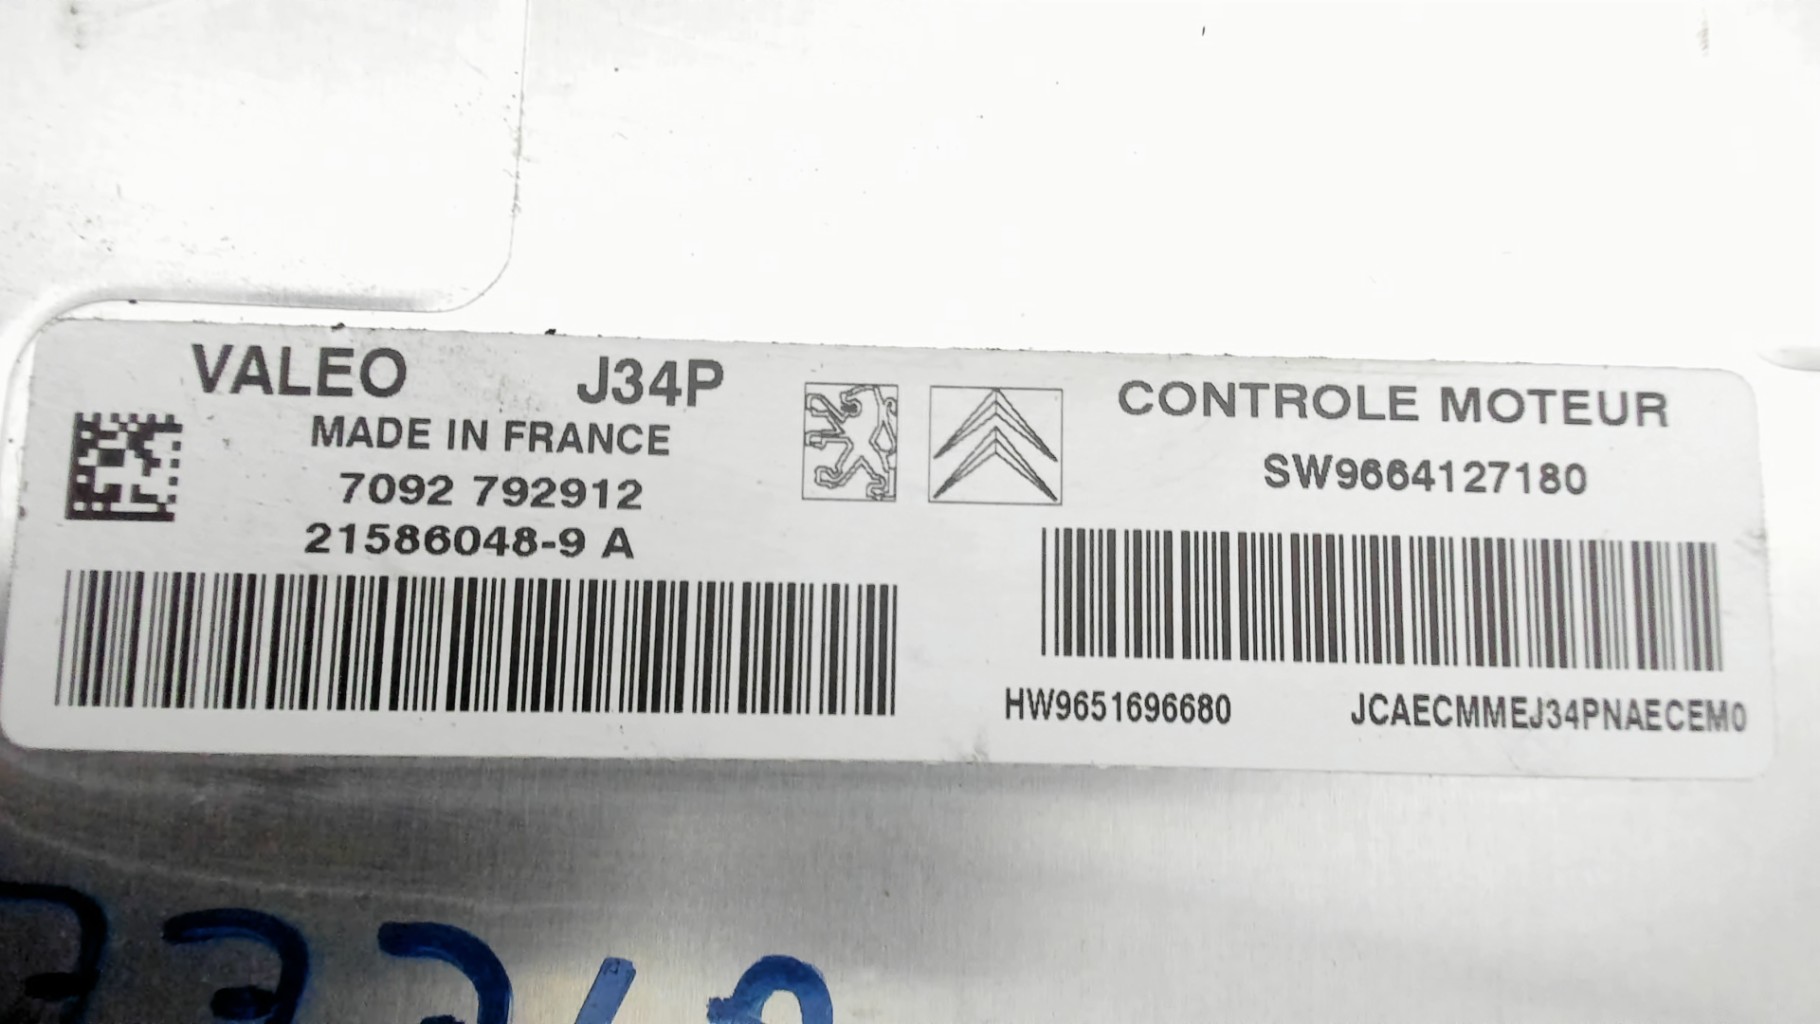 VALEO J34P
MADE IN FRANCE
7092 792912
21586048-9 A
CONTROLE MOTEUR
SW9664127180
HW9651696680 JCAECMMEJ34PNAECEM0